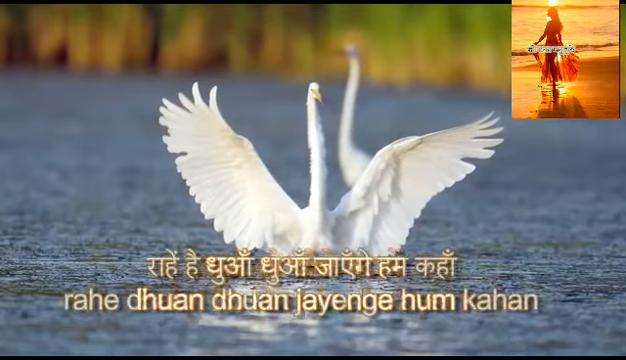 राहें है धुआँ धुआँ जाएँगे हम कहाँ
rahe dhuan dhuan jayenge hum kahan